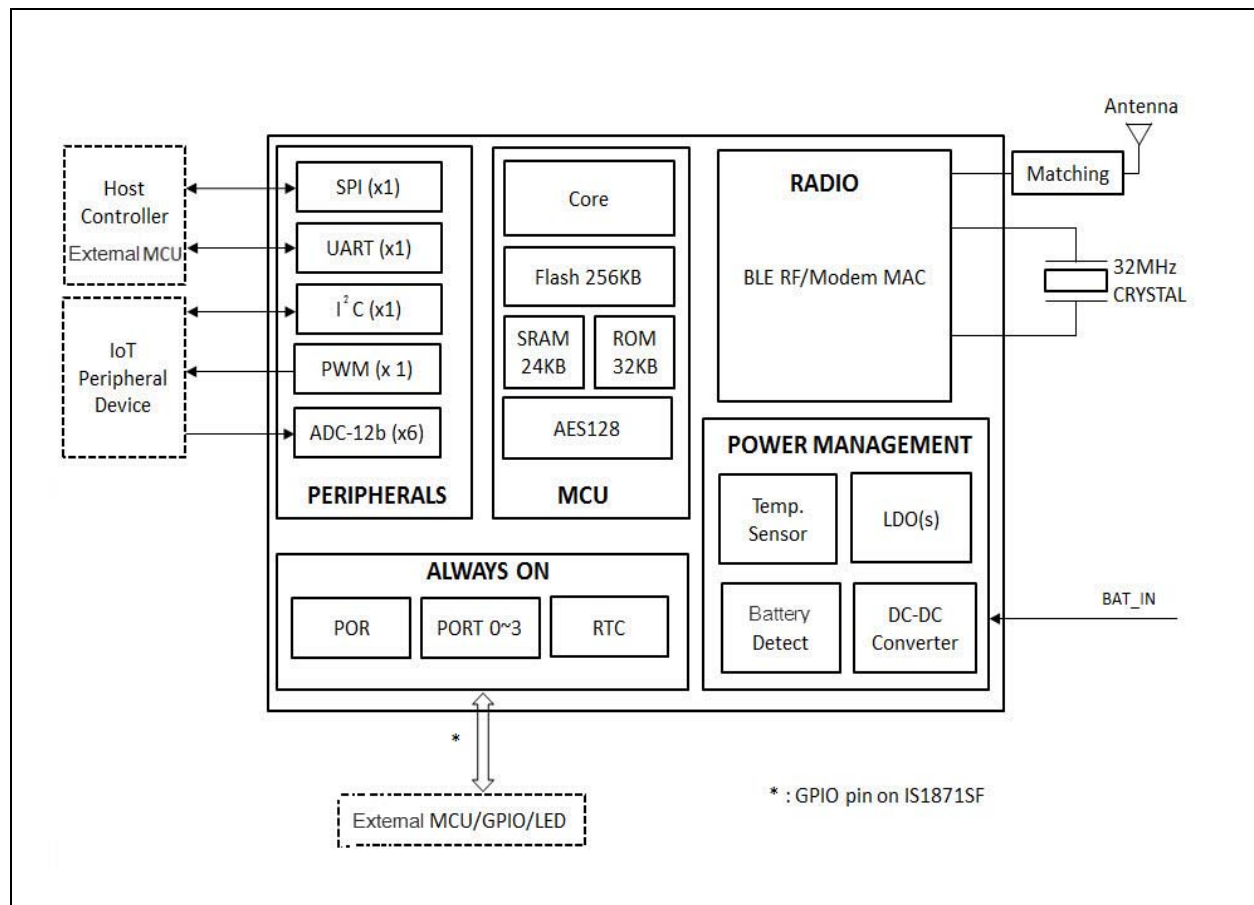 Antenna
Host
Controller
External MCU
SPI (x1)
UART (x1)
I²C (x1)
PWM (x 1)
ADC-12b (x6)
PERIPHERALS
IoT
Peripheral
Device
Core
Flash 256KB
SRAM
24KB
ROM
32KB
AES128
MCU
RADIO
BLE RF/Modem MAC
Matching
32MHz
CRYSTAL
POWER MANAGEMENT
Temp.
Sensor
LDO(s)
Battery
Detect
DC-DC
Converter
BAT_IN
ALWAYS ON
POR
PORT 0~3
RTC
*
External MCU/GPIO/LED
* : GPIO pin on IS1871SF